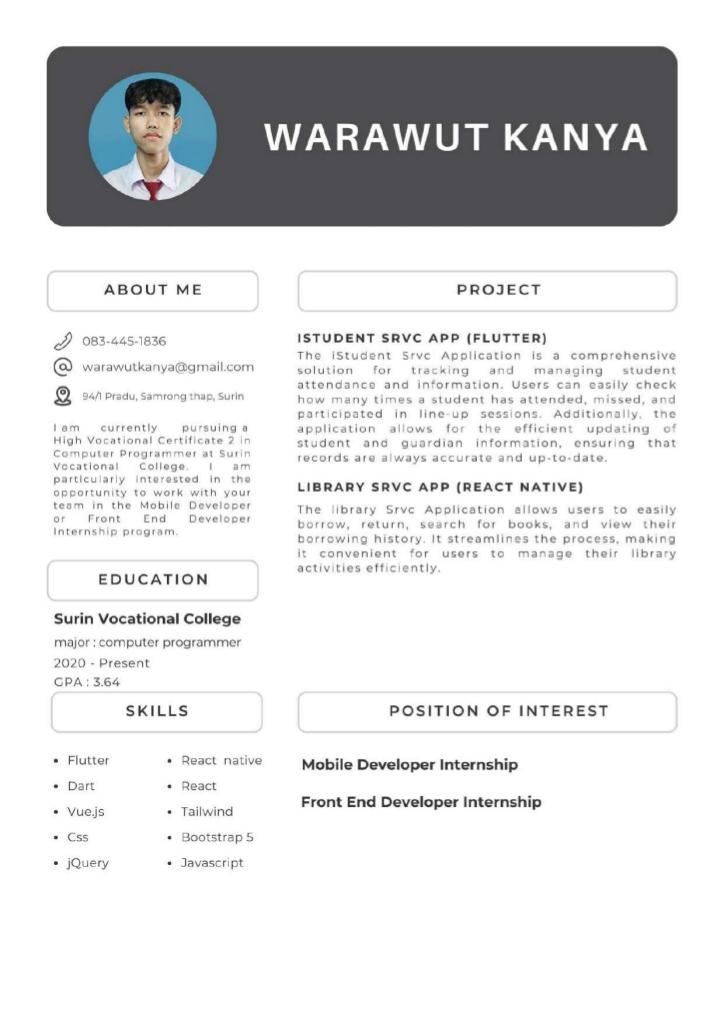 WARAWUT KANYA
ABOUT ME
083-445-1836
warawutkanya@gmail.com
94/1 Pradu, Samrong thap, Surin
I am currently pursuing a
High Vocational Certificate 2 in
Computer Programmer at Surin
Vocational College. I am
particularly interested in the
opportunity to work with your
team in the Mobile Developer
or Front End Developer
Internship program.
EDUCATION
Surin Vocational College
major : computer programmer
2020 - Present
GPA : 3.64
SKILLS
• Flutter
• Dart
• Vue.js
• Css
• jQuery
• React native
• React
• Tailwind
• Bootstrap 5
• Javascript
PROJECT
ISTUDENT SRVC APP (FLUTTER)
The iStudent Srvc Application is a comprehensive
solution for tracking and managing student
attendance and information. Users can easily check
how many times a student has attended, missed, and
participated in line-up sessions. Additionally, the
application allows for the efficient updating of
student and guardian information, ensuring that
records are always accurate and up-to-date.
LIBRARY SRVC APP (REACT NATIVE)
The library Srvc Application allows users to easily
borrow, return, search for books, and view their
borrowing history. It streamlines the process, making
it convenient for users to manage their library
activities efficiently.
POSITION OF INTEREST
Mobile Developer Internship
Front End Developer Internship